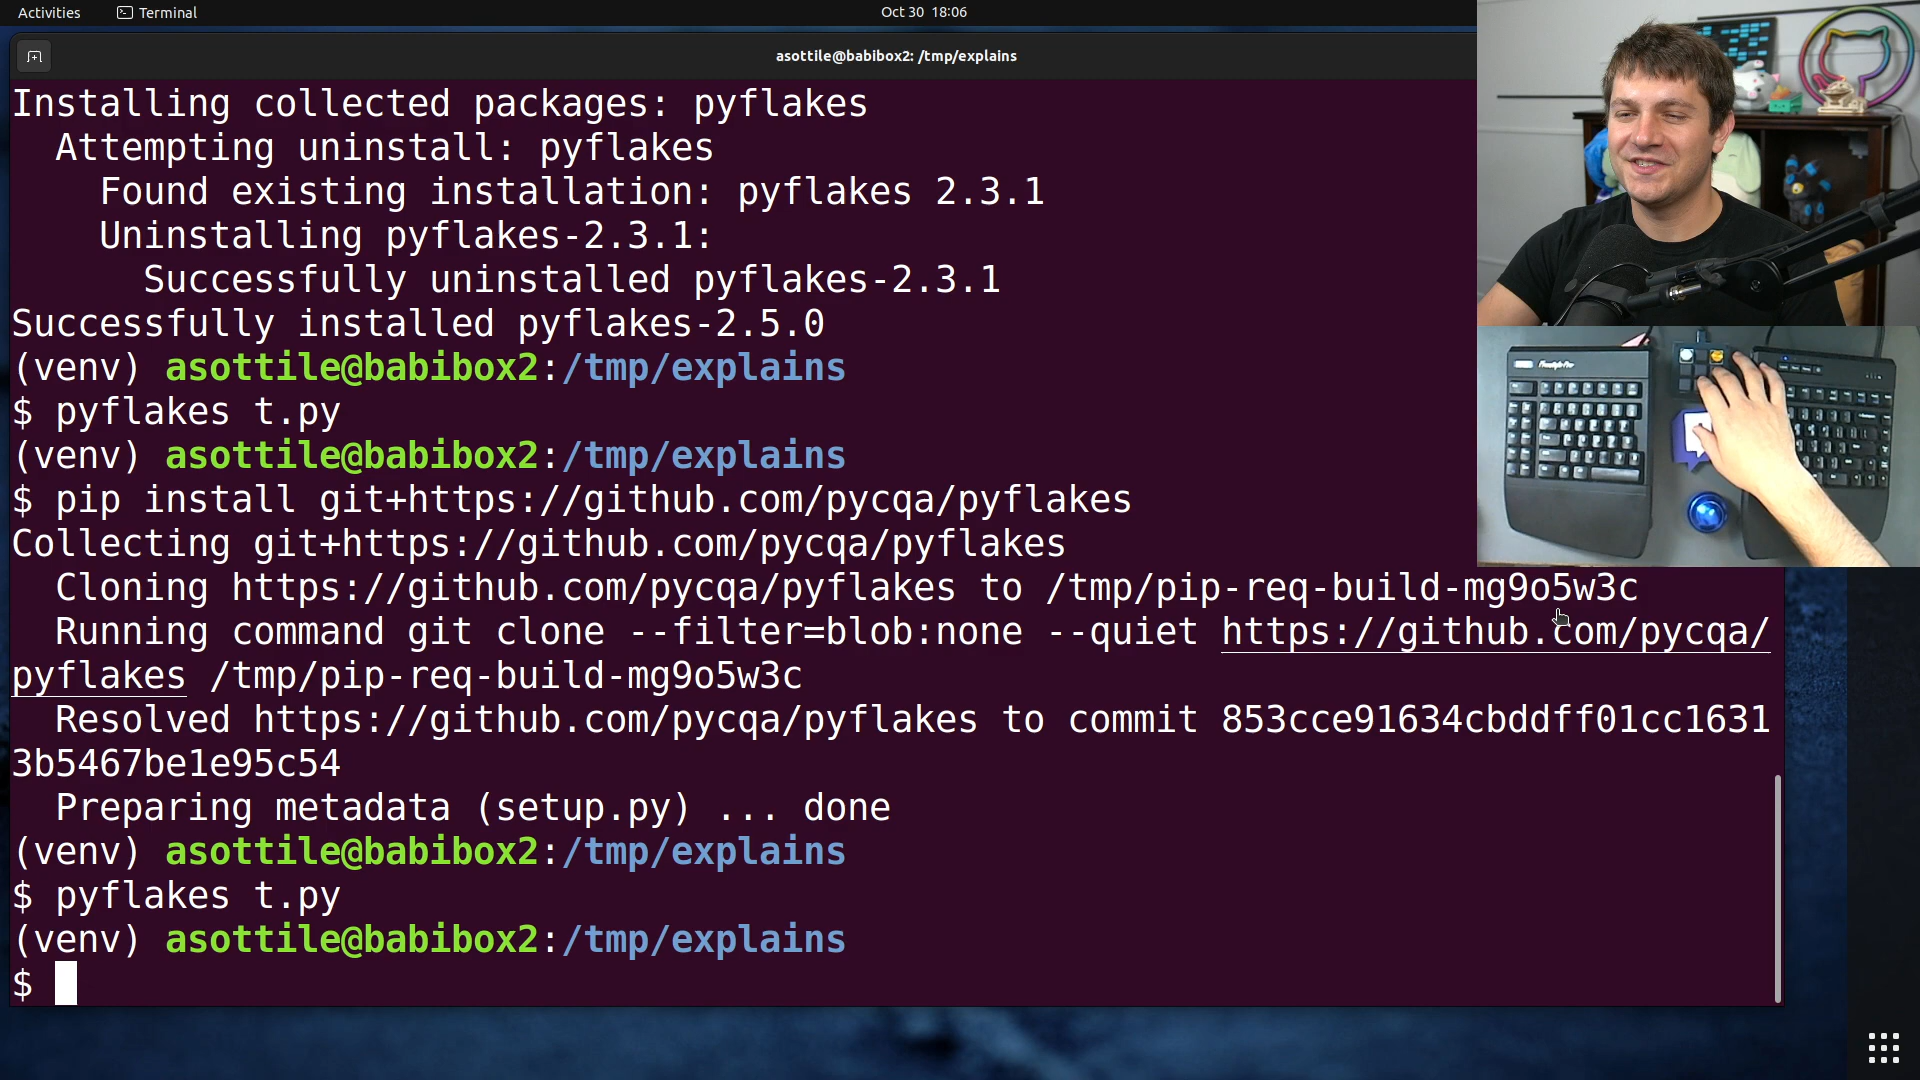 Activities
Terminal
Oct 30 18:06
asottile@babibox2: /tmp/explains
Installing collected packages: pyflakes
  Attempting uninstall: pyflakes
    Found existing installation: pyflakes 2.3.1
    Uninstalling pyflakes-2.3.1:
      Successfully uninstalled pyflakes-2.3.1
Successfully installed pyflakes-2.5.0
(venv) asottile@babibox2:/tmp/explains
$ pyflakes t.py
(venv) asottile@babibox2:/tmp/explains
$ pip install git+https://github.com/pycqa/pyflakes
Collecting git+https://github.com/pycqa/pyflakes
  Cloning https://github.com/pycqa/pyflakes to /tmp/pip-req-build-mg9o5w3c
  Running command git clone --filter=blob:none --quiet https://github.com/pycqa/
pyflakes /tmp/pip-req-build-mg9o5w3c
  Resolved https://github.com/pycqa/pyflakes to commit 853cce91634cbddff01cc1631
3b5467be1e95c54
  Preparing metadata (setup.py) ... done
(venv) asottile@babibox2:/tmp/explains
$ pyflakes t.py
(venv) asottile@babibox2:/tmp/explains
$